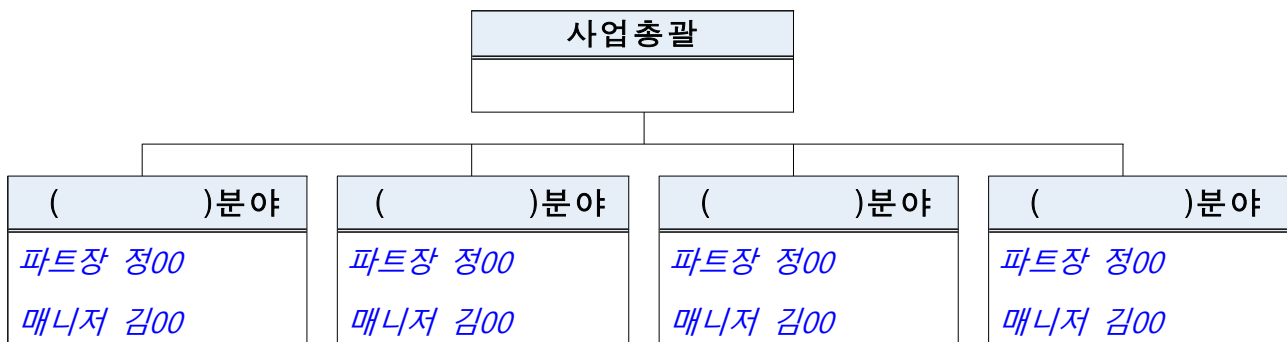 사업총괄
(        )분야 (        )분야 (        )분야 (        )분야
파트장 정00 파트장 정00 파트장 정00 파트장 정00
매니저 김00 매니저 김00 매니저 김00 매니저 김00